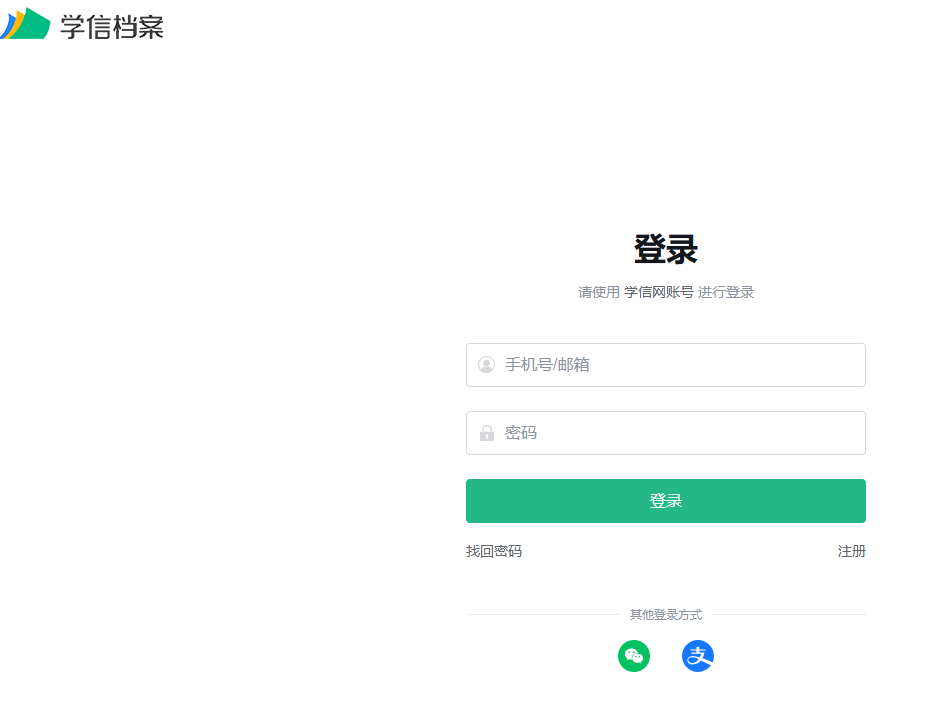 学信档案
登录
请使用 学信网账号 进行登录
手机号/邮箱
密码
登录
找回密码 注册
其他登录方式
支